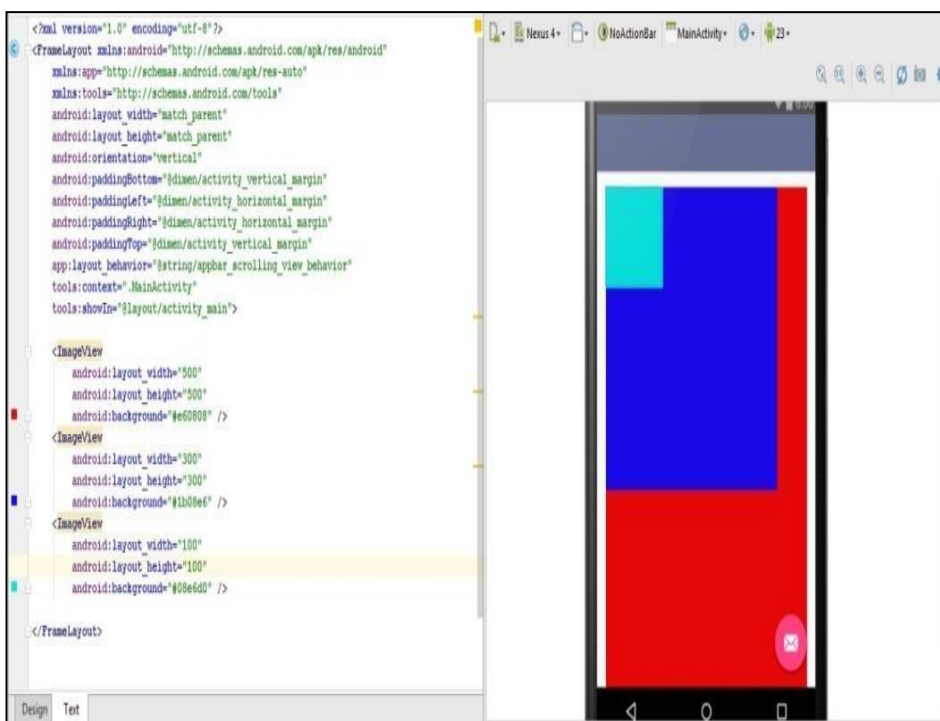 <?xml version="1.0" encoding="utf-8"?>
<FrameLayout xmlns:android="http://schemas.android.com/apk/res/android"
xmlns:app="http://schemas.android.com/apk/res-auto"
xmlns:tools="http://schemas.android.com/tools"
android:layout_width="match_parent"
android:layout_height="match_parent"
android:orientation="vertical"
android:paddingBottom="@dimen/activity_vertical_margin"
android:paddingLeft="@dimen/activity_horizontal_margin"
android:paddingRight="@dimen/activity_horizontal_margin"
android:paddingTop="@dimen/activity_vertical_margin"
app:layout_behavior="@string/appbar_scrolling_view_behavior"
tools:context=".MainActivity"
tools:showIn="@layout/activity_main">
<ImageView
android:layout_width="500"
android:layout_height="500"
android:background="#e60808" />
<ImageView
android:layout_width="300"
android:layout_height="300"
android:background="#1b08e6" />
<ImageView
android:layout_width="100"
android:layout_height="100"
android:background="#08e6d0" />
</FrameLayout>
Design Text
Nexus 4 NoActionBar MainActivity 23
6:00